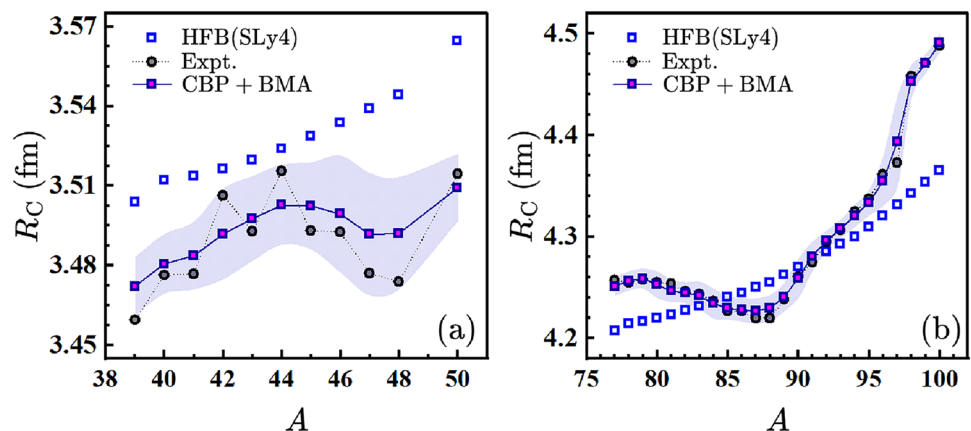 3.57
3.54
3.51
3.48
3.45
R_C (fm)
HFB(SLy4)
Expt.
CBP + BMA
(a)
38 40 42 44 46 48 50
A
4.5
4.4
4.3
4.2
R_C (fm)
HFB(SLy4)
Expt.
CBP + BMA
(b)
75 80 85 90 95 100
A